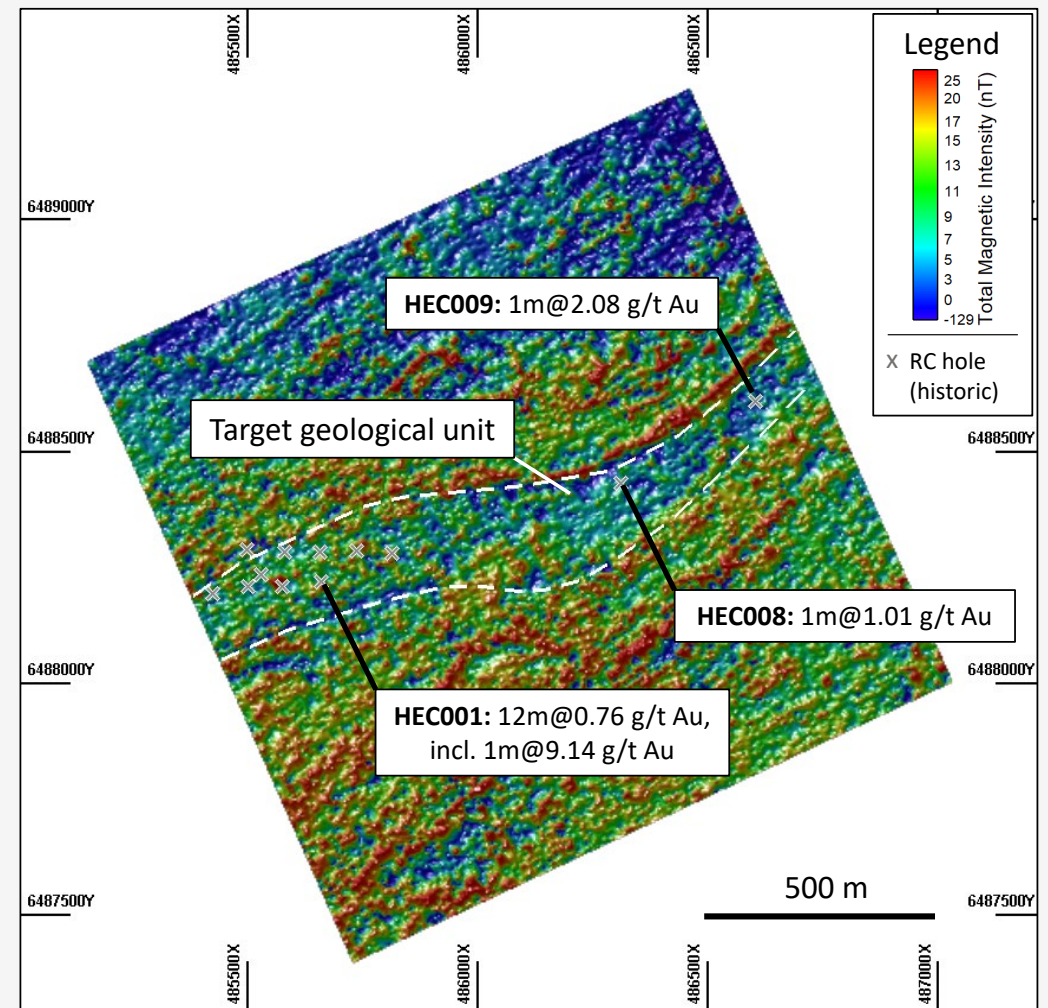 485500X
486000X
486500X
Legend
25
20
17
15
13
11
9
7
5
3
0
-129
Total Magnetic Intensity (nT)
X RC hole
(historic)
6489000Y
HEC009: 1m@2.08 g/t Au
Target geological unit
6488500Y
6488500Y
HEC008: 1m@1.01 g/t Au
6488000Y
6488000Y
HEC001: 12m@0.76 g/t Au,
incl. 1m@9.14 g/t Au
500 m
6487500Y
6487500Y
485500X
486000X
486500X
487000X